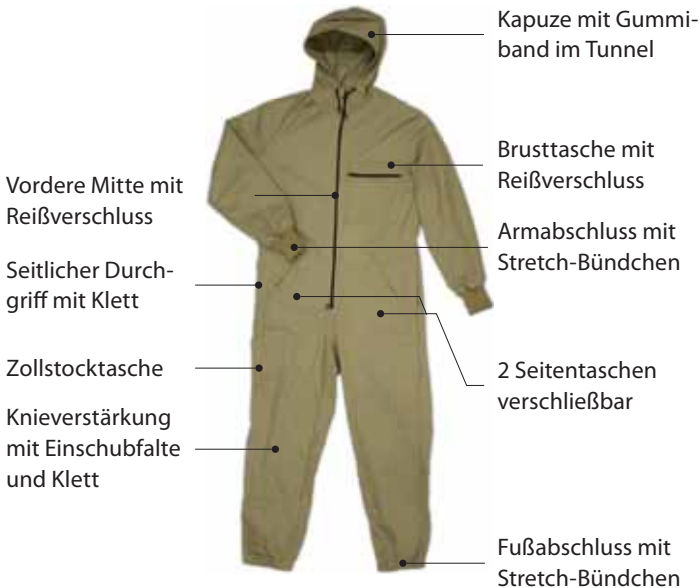 Kapuze mit Gummi-
band im Tunnel
Brusttasche mit
Reißverschluss
Vordere Mitte mit
Reißverschluss
Armabschluss mit
Stretch-Bündchen
Seitlicher Durch-
griff mit Klett
Zollstocktasche
2 Seitentaschen
verschließbar
Knieverstärkung
mit Einschubfalte
und Klett
Fußabschluss mit
Stretch-Bündchen